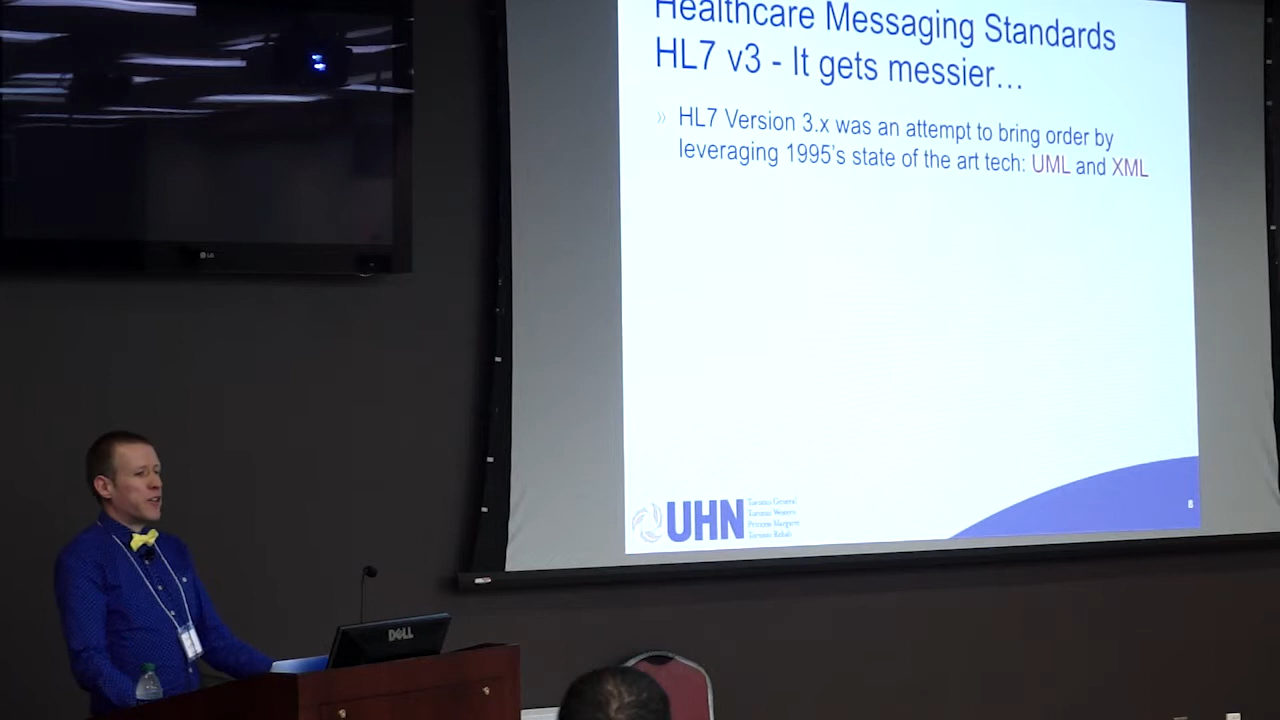 Healthcare Messaging Standards
HL7 v3 - It gets messier…
» HL7 Version 3.x was an attempt to bring order by
leveraging 1995's state of the art tech: UML and XML
UHN
Toronto General
Toronto Western
Princess Margaret
Toronto Rehab
LG
DELL